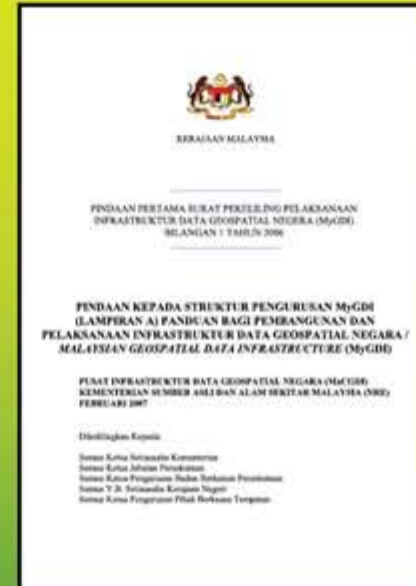 KERAJAAN MALAYSIA
PINDAAN PERTAMA SURAT PEKELILING PELAKSANAAN
INFRASTRUKTUR DATA GEOSPATIAL NEGERA (MyGDI)
BILANGAN 1 TAHUN 2006
PINDAAN KEPADA STRUKTUR PENGURUSAN MyGDI
(LAMPIRAN A) PANDUAN BAGI PEMBANGUNAN DAN
PELAKSANAAN INFRASTRUKTUR DATA GEOSPATIAL NEGARA /
MALAYSIAN GEOSPATIAL DATA INFRASTRUCTURE (MyGDI)
PUSAT INFRASTRUKTUR DATA GEOSPATIAL NEGARA (MaCGDI)
KEMENTERIAN SUMBER ASLI DAN ALAM SEKITAR MALAYSIA (NRE)
FEBRUARI 2007
Dikelilingkan Kepada
Semua Ketua Setiausaha Kementerian
Semua Ketua Jabatan Persekutuan
Semua Ketua Pengurusan Badan Berkanun Persekutuan
Semua Y.B. Setiausaha Kerajaan Negeri
Semua Ketua Pengurusan Pihak Berkuasa Tempatan